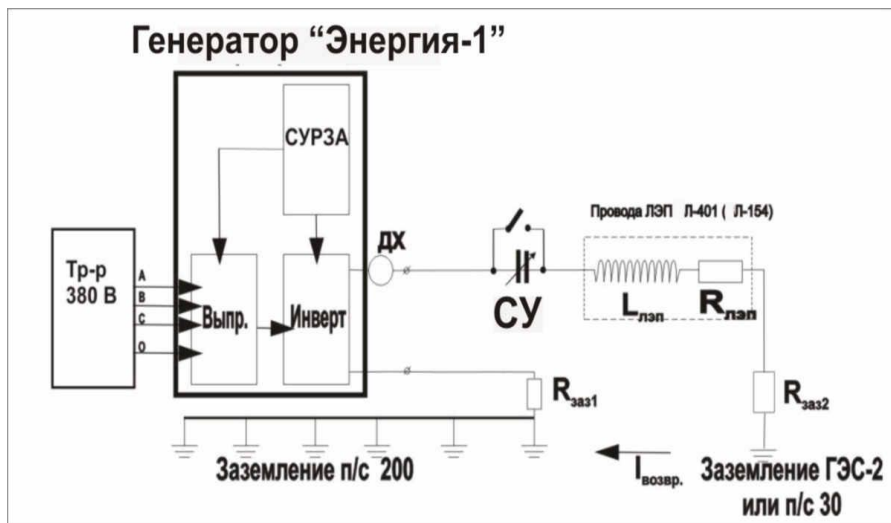 Генератор “Энергия-1”
СУРЗА
Тр-р
380 В
A
B
C
O
Выпр.
Инверт
ДХ
СУ
Провода ЛЭП Л-401 ( Л-154)
Lлэп
Rлэп
Rзаз1
Rзаз2
Iвозвр.
Заземление п/с 200
Заземление ГЭС-2
или п/с 30